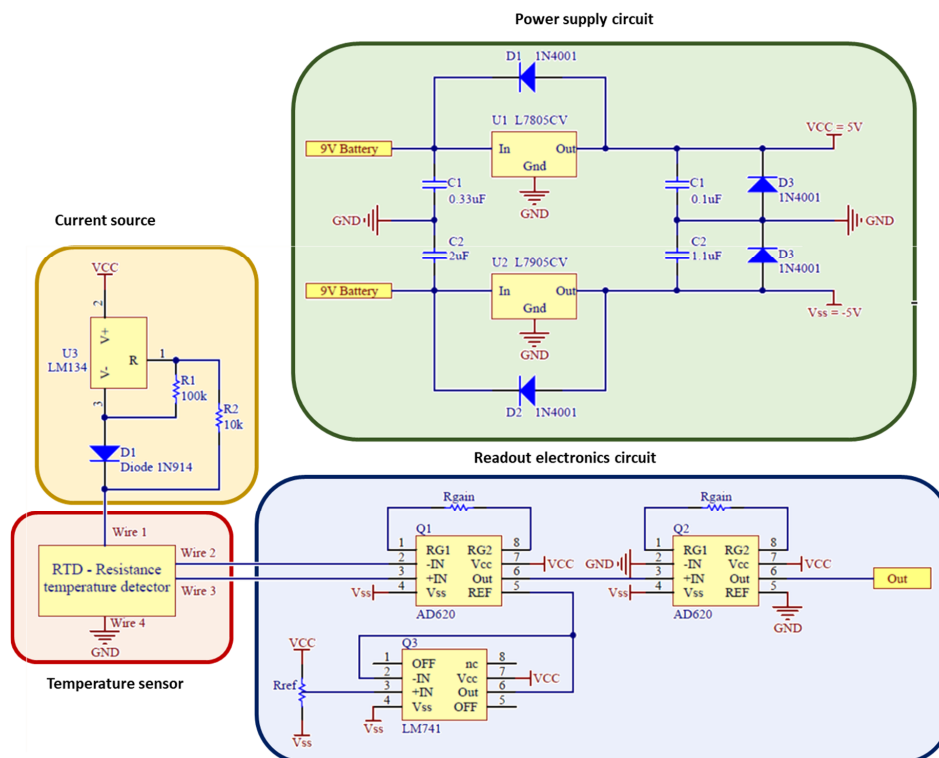 Power supply circuit
D1 1N4001
U1 L7805CV
VCC = 5V
9V Battery
In
Out
Gnd
GND
C1
0.33uF
C1
0.1uF
D3
1N4001
GND
GND
C2
2uF
C2
1.1uF
D3
1N4001
U2 L7905CV
9V Battery
In
Out
Gnd
GND
Vss = -5V
D2 1N4001
Current source
VCC
2
V+
U3
LM134
R
1
V-
3
R1
100k
R2
10k
D1
Diode 1N914
Temperature sensor
Wire 1
RTD - Resistance
temperature detector
Wire 2
Wire 3
Wire 4
GND
Readout electronics circuit
Rgain
Q1
1 RG1 RG2 8
2 -IN Vcc 7 VCC
3 +IN Out 6
Vss 4 Vss REF 5
AD620
Rgain
Q2
1 RG1 RG2 8
GND 2 -IN Vcc 7 VCC
3 +IN Out 6
Vss 4 Vss REF 5
AD620
GND
Out
Q3
1 OFF nc 8
2 -IN Vcc 7 VCC
3 +IN Out 6
4 Vss OFF 5
LM741
VCC
Rref
Vss
Vss